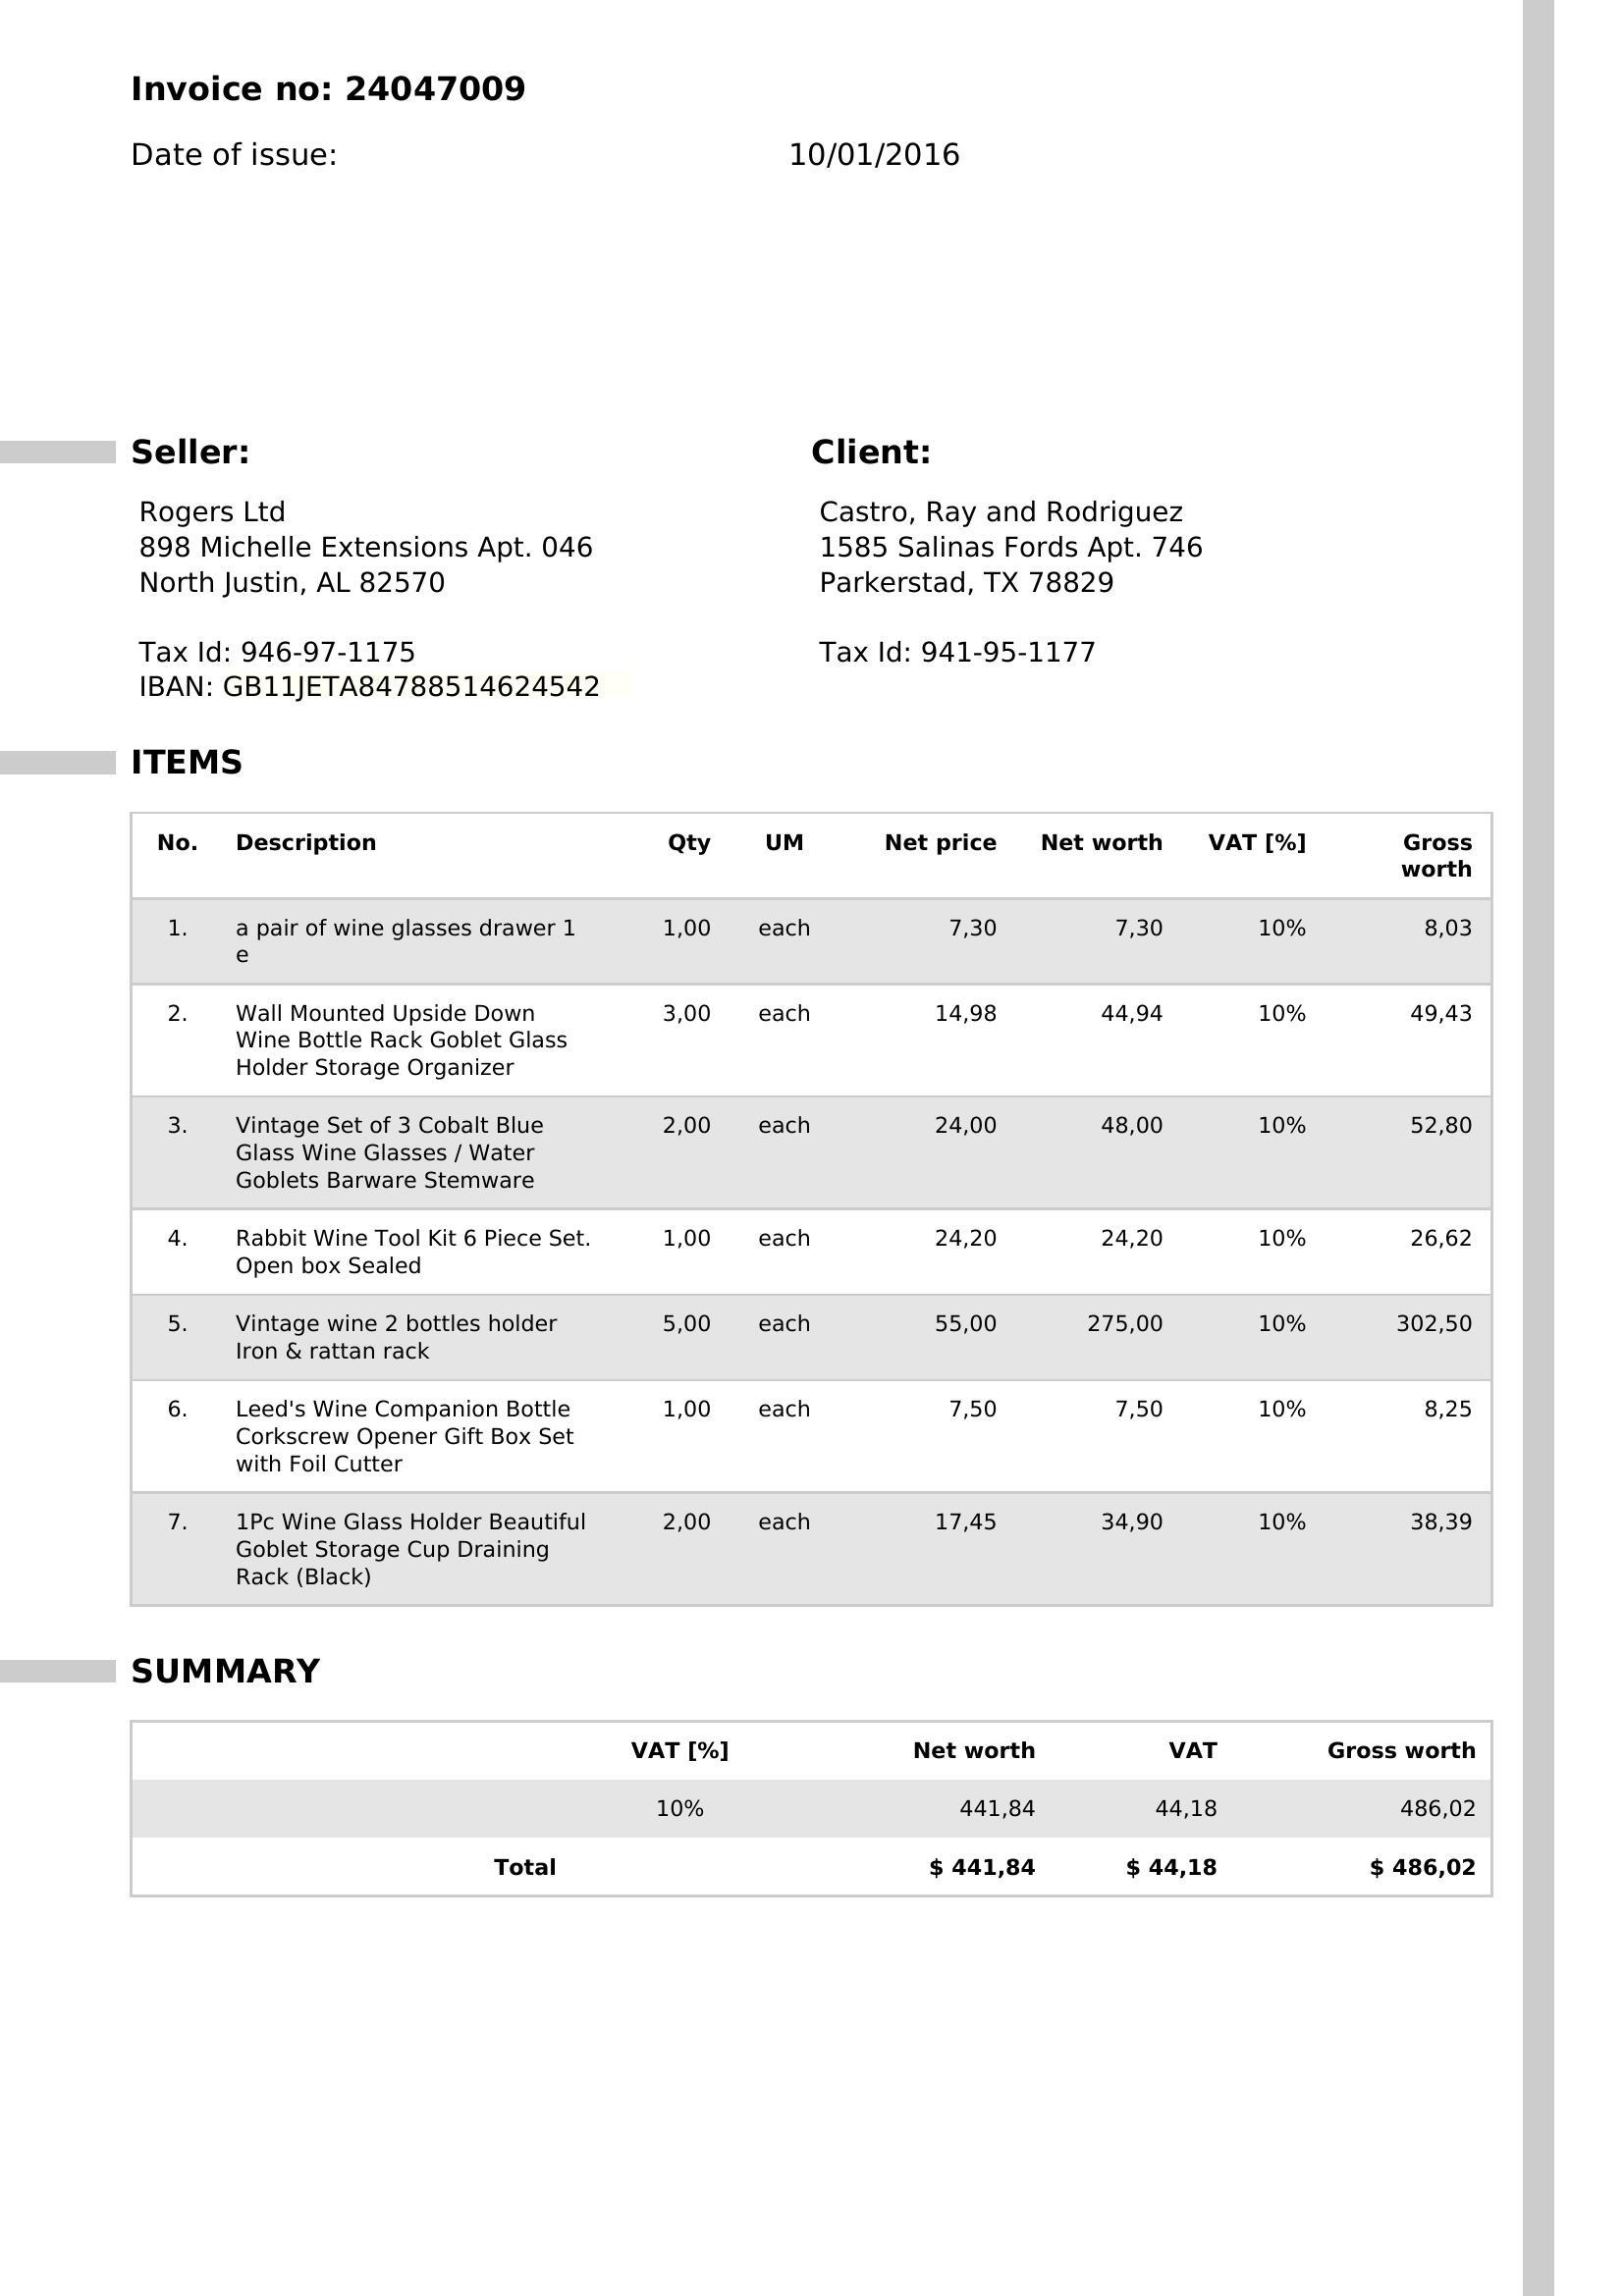 Invoice no: 24047009
Date of issue: 10/01/2016
Seller: Client:
Rogers Ltd Castro, Ray and Rodriguez
898 Michelle Extensions Apt. 046 1585 Salinas Fords Apt. 746
North Justin, AL 82570 Parkerstad, TX 78829
Tax Id: 946-97-1175 Tax Id: 941-95-1177
IBAN: GB11JETA84788514624542
ITEMS
No. Description Qty UM Net price Net worth VAT [%] Gross
worth
1. a pair of wine glasses drawer 1 1,00 each 7,30 7,30 10% 8,03
e
2. Wall Mounted Upside Down 3,00 each 14,98 44,94 10% 49,43
Wine Bottle Rack Goblet Glass
Holder Storage Organizer
3. Vintage Set of 3 Cobalt Blue 2,00 each 24,00 48,00 10% 52,80
Glass Wine Glasses / Water
Goblets Barware Stemware
4. Rabbit Wine Tool Kit 6 Piece Set. 1,00 each 24,20 24,20 10% 26,62
Open box Sealed
5. Vintage wine 2 bottles holder 5,00 each 55,00 275,00 10% 302,50
Iron & rattan rack
6. Leed's Wine Companion Bottle 1,00 each 7,50 7,50 10% 8,25
Corkscrew Opener Gift Box Set
with Foil Cutter
7. 1Pc Wine Glass Holder Beautiful 2,00 each 17,45 34,90 10% 38,39
Goblet Storage Cup Draining
Rack (Black)
SUMMARY
VAT [%] Net worth VAT Gross worth
10% 441,84 44,18 486,02
Total $ 441,84 $ 44,18 $ 486,02